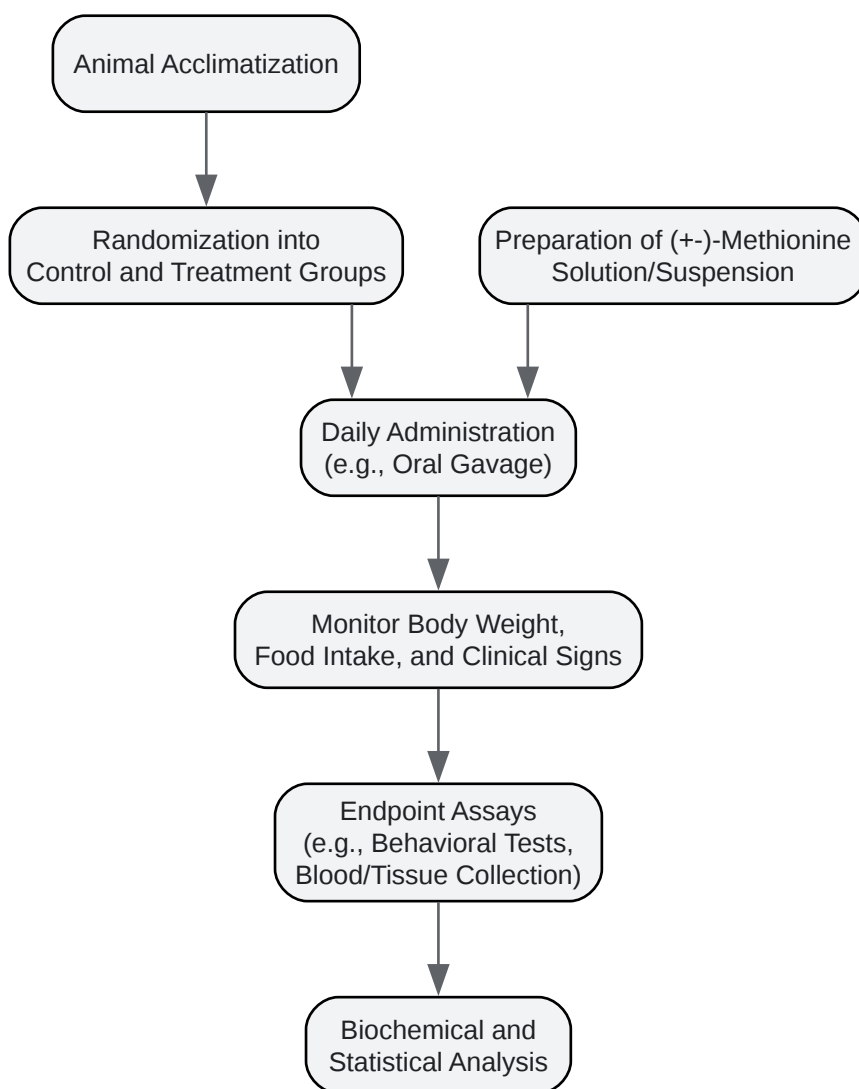 Animal Acclimatization
Randomization into
Control and Treatment Groups
Preparation of (+-)-Methionine
Solution/Suspension
Daily Administration
(e.g., Oral Gavage)
Monitor Body Weight,
Food Intake, and Clinical Signs
Endpoint Assays
(e.g., Behavioral Tests,
Blood/Tissue Collection)
Biochemical and
Statistical Analysis